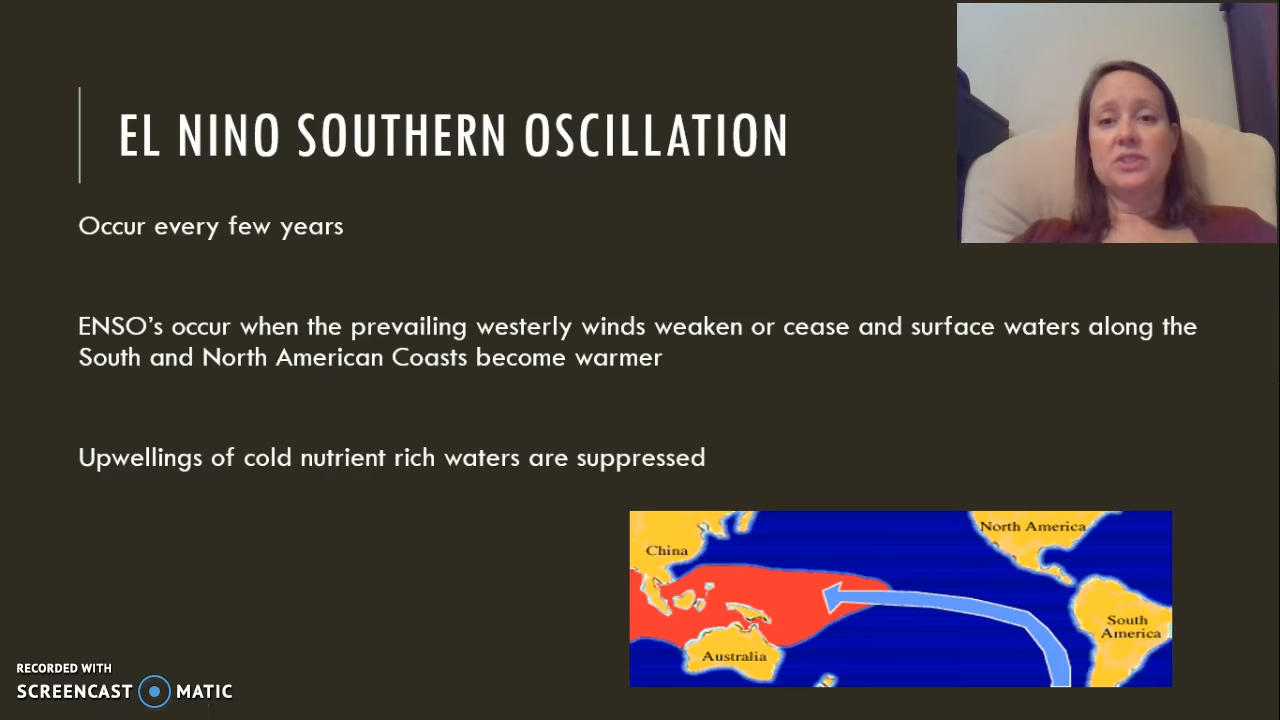 EL NINO SOUTHERN OSCILLATION
Occur every few years
ENSO's occur when the prevailing westerly winds weaken or cease and surface waters along the
South and North American Coasts become warmer
Upwellings of cold nutrient rich waters are suppressed
North America
China
South
America
Australia
RECORDED WITH
SCREENCAST MATIC